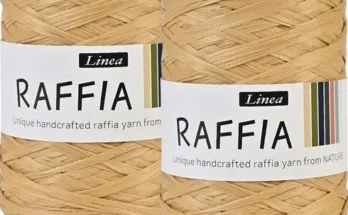 Linea
RAFFIA
Unique handcrafted raffia yarn from
Linea
RAFFIA
Unique handcrafted raffia yarn from NATURE